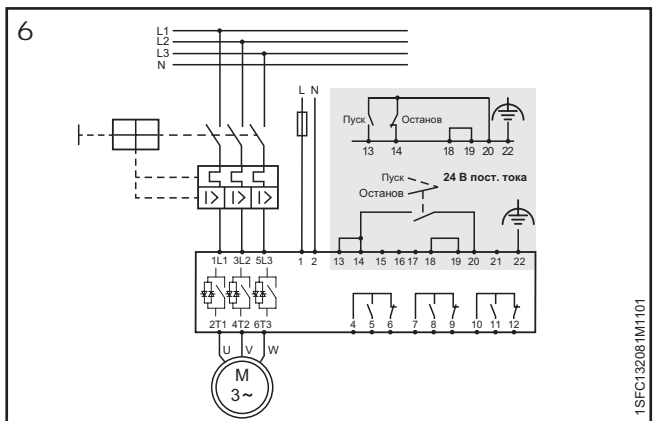 6
L1
L2
L3
N
L N
Пуск Останов
13 14 18 19 20 22
Пуск 24 В пост. тока
Останов
I> I> I>
1L1 3L2 5L3 1 2 13 14 15 16 17 18 19 20 21 22
2T1 4T2 6T3 4 5 6 7 8 9 10 11 12
U V W
M
3~
1SFC132081M1101